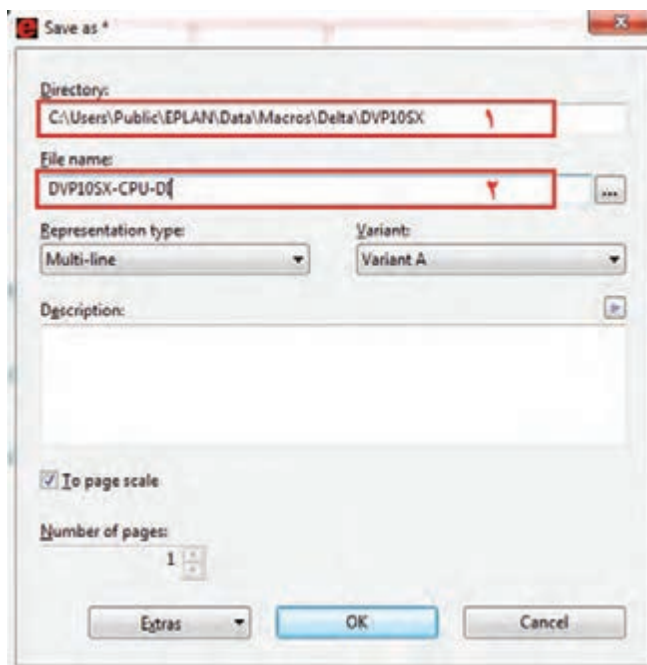 Save as *
Directory:
C:\Users\Public\EPLAN\Data\Macros\Delta\DVP10SX ۱
File name:
DVP10SX-CPU-DI ۲
...
Representation type: Variant:
Multi-line Variant A
Description:
To page scale
Number of pages:
1
Extras OK Cancel